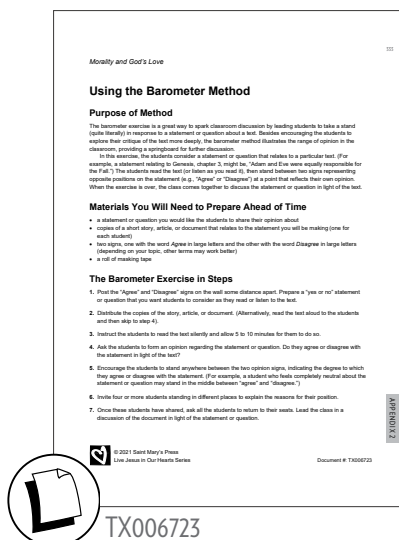 Morality and God's Love
Using the Barometer Method
Purpose of Method
The barometer exercise is a great way to spark classroom discussion by leading students to take a stand
(quite literally) in response to a statement or question about a text. Besides encouraging the students to
explore their critique of the text more deeply, the barometer method illustrates the range of opinion in the
classroom, providing a springboard for further discussion.
In this exercise, the students consider a statement or question that relates to a particular text. (For
example, a statement relating to Genesis, chapter 3, might be, "Adam and Eve were equally responsible for
the Fall.") The students read the text (or listen as you read it), then stand between two signs representing
opposite positions on the statement (e.g., "Agree" or "Disagree") at a point that reflects their own opinion.
When the exercise is over, the class comes together to discuss the statement or question in light of the text.
Materials You Will Need to Prepare Ahead of Time
• a statement or question you would like the students to share their opinion about
• copies of a short story, article, or document that relates to the statement you will be making (one for
each student)
• two signs, one with the word Agree in large letters and the other with the word Disagree in large letters
(depending on your topic, other terms may work better)
• a roll of masking tape
The Barometer Exercise in Steps
1. Post the "Agree" and "Disagree" signs on the wall some distance apart. Prepare a "yes or no" statement
or question that you want students to consider as they read or listen to the text.
2. Distribute the copies of the story, article, or document. (Alternatively, read the text aloud to the students
and then skip to step 4).
3. Instruct the students to read the text silently and allow 5 to 10 minutes for them to do so.
4. Ask the students to form an opinion regarding the statement or question. Do they agree or disagree with
the statement in light of the text?
5. Encourage the students to stand anywhere between the two opinion signs, indicating the degree to which
they agree or disagree with the statement. (For example, a student who feels completely neutral about the
statement or question may stand in the middle between "agree" and "disagree.")
6. Invite four or more students standing in different places to explain the reasons for their position.
7. Once these students have shared, ask all the students to return to their seats. Lead the class in a
discussion of the document in light of the statement or question.
APPENDIX 2
© 2021 Saint Mary's Press
Live Jesus in Our Hearts Series
Document #: TX006723
TX006723